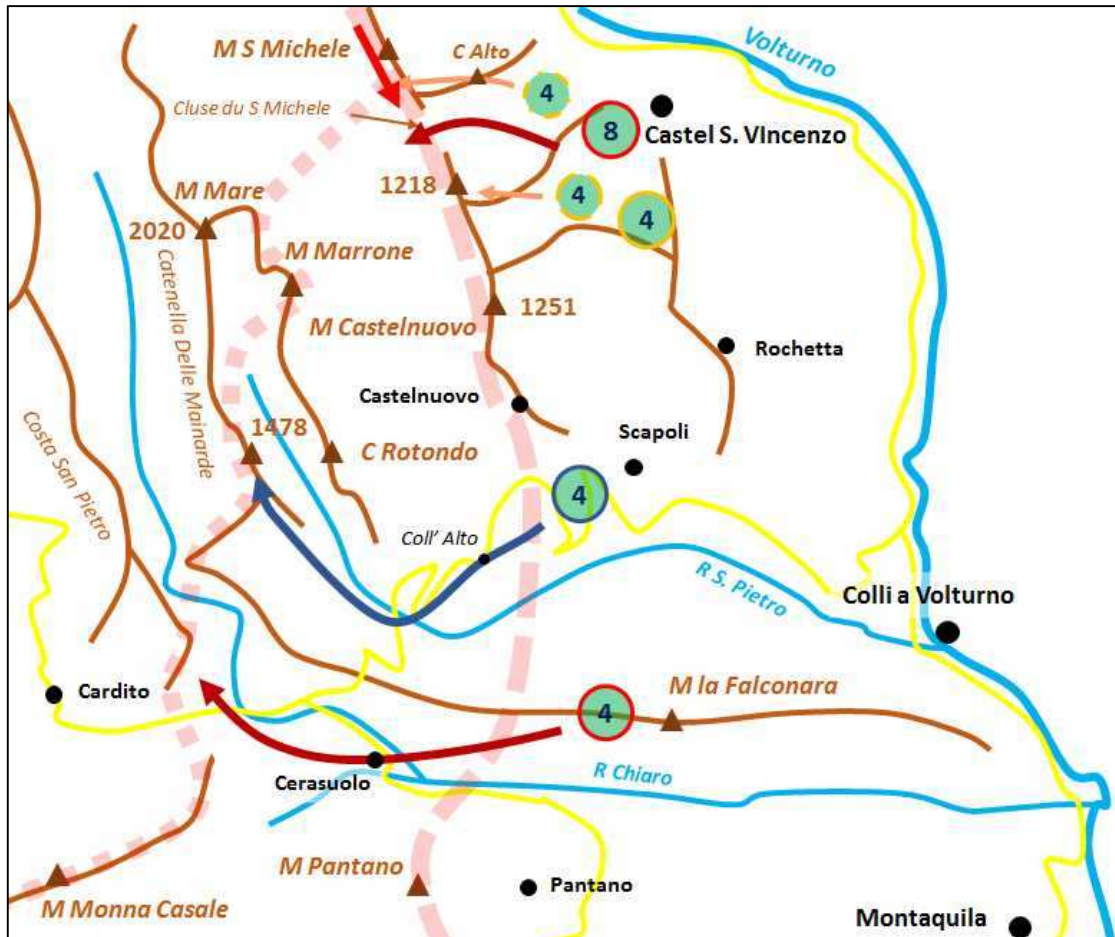 Volturno
M S Michele
C Alto
4
Cluse du S Michele
8
Castel S. VIncenzo
1218
4
4
M Mare
2020
M Marrone
Catenella Delle Mainarde
M Castelnuovo
1251
Rochetta
Castelnuovo
Scapoli
1478
C Rotondo
Costa San Pietro
4
Coll' Alto
R S. Pietro
Colli a Volturno
Cardito
4
M la Falconara
Cerasuolo
R Chiaro
M Pantano
Pantano
M Monna Casale
Montaquila